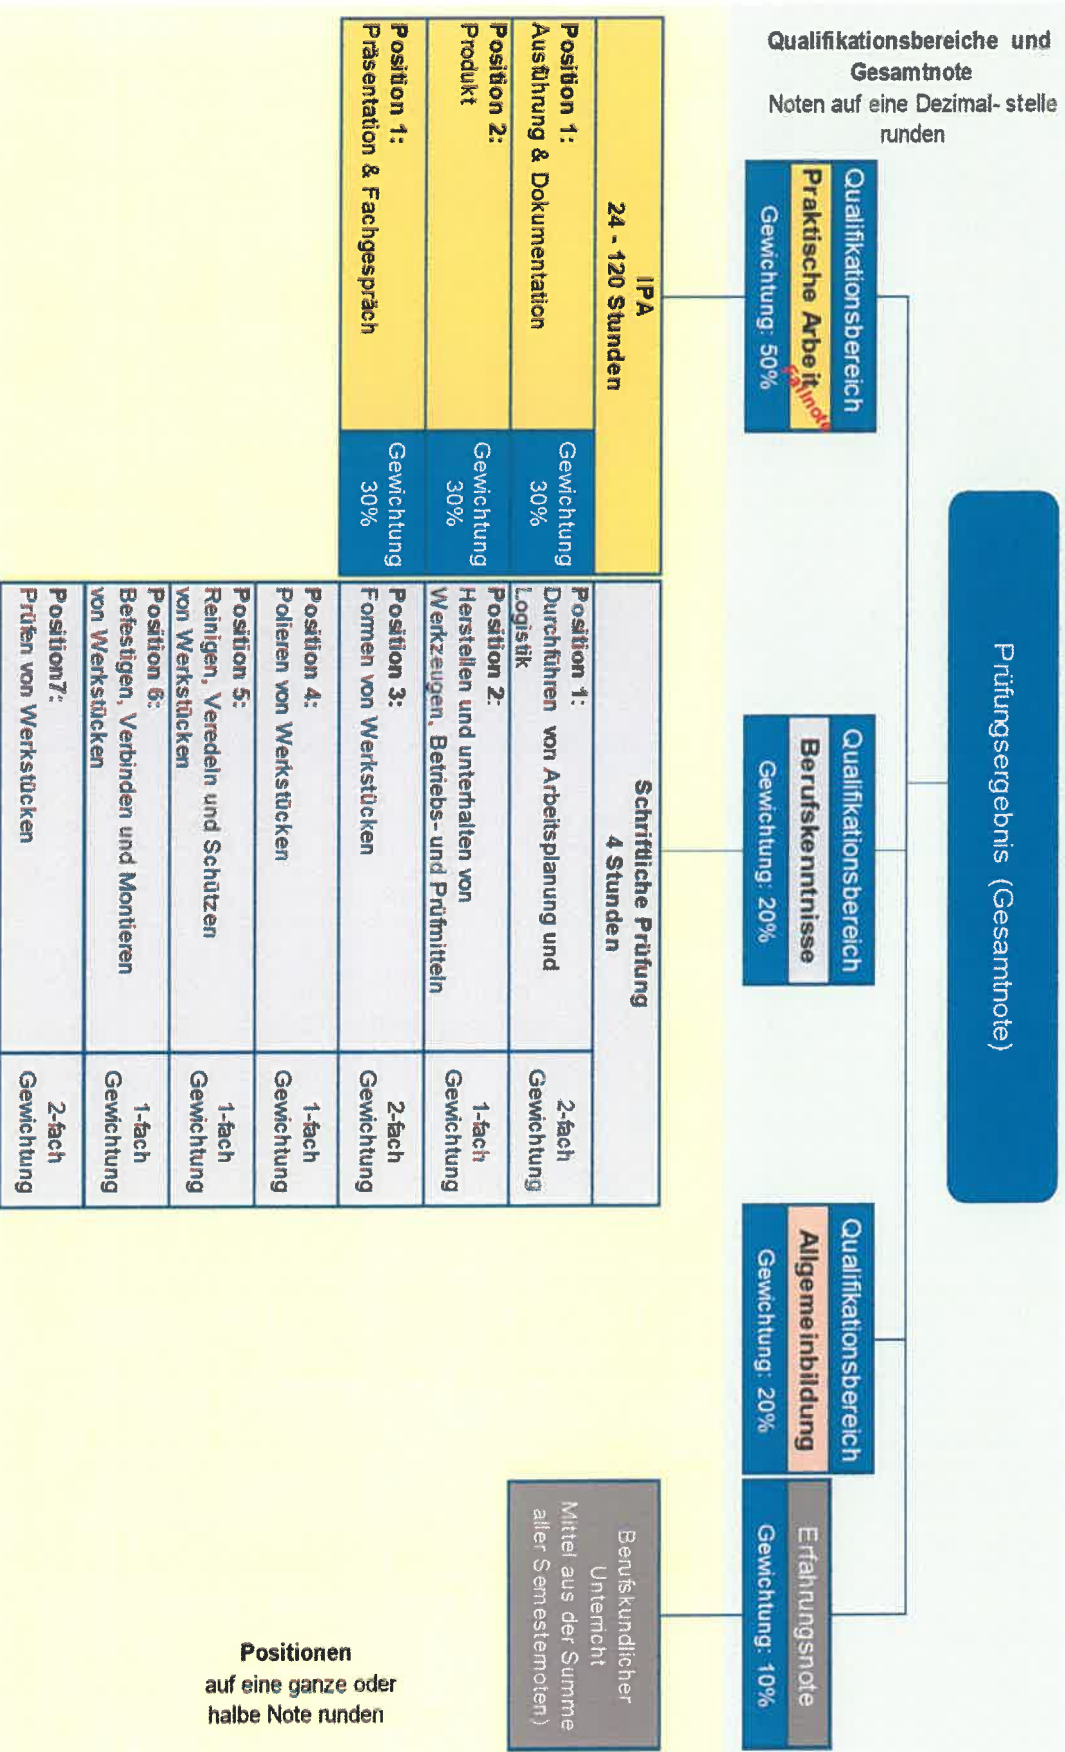 Prüfungsergebnis (Gesamtnote)
Qualifikationsbereiche und
Gesamtnote
Noten auf eine Dezimal- stelle
runden
Qualifikationsbereich
Praktische Arbeit
Fallnote
Gewichtung: 50%
Qualifikationsbereich
Berufskenntnisse
Gewichtung: 20%
Qualifikationsbereich
Allgemeinbildung
Gewichtung: 20%
Erfahrungsnote
Gewichtung: 10%
IPA
24 - 120 Stunden
Position 1:
Ausführung & Dokumentation
Gewichtung
30%
Position 2:
Produkt
Gewichtung
30%
Position 1:
Präsentation & Fachgespräch
Gewichtung
30%
Schriftliche Prüfung
4 Stunden
Position 1:
Durchführen von Arbeitsplanung und
Logistik
2-fach
Gewichtung
Position 2:
Herstellen und unterhalten von
Werkzeugen, Betriebs- und Prüfmitteln
1-fach
Gewichtung
Position 3:
Formen von Werkstücken
2-fach
Gewichtung
Position 4:
Polieren von Werkstücken
1-fach
Gewichtung
Position 5:
Reinigen, Veredeln und Schützen
von Werkstücken
1-fach
Gewichtung
Position 6:
Befestigen, Verbinden und Montieren
von Werkstücken
1-fach
Gewichtung
Position7:
Prüfen von Werkstücken
2-fach
Gewichtung
Berufskundlicher
Unterricht
Mittel aus der Summe
aller Semesternoten)
Positionen
auf eine ganze oder
halbe Note runden